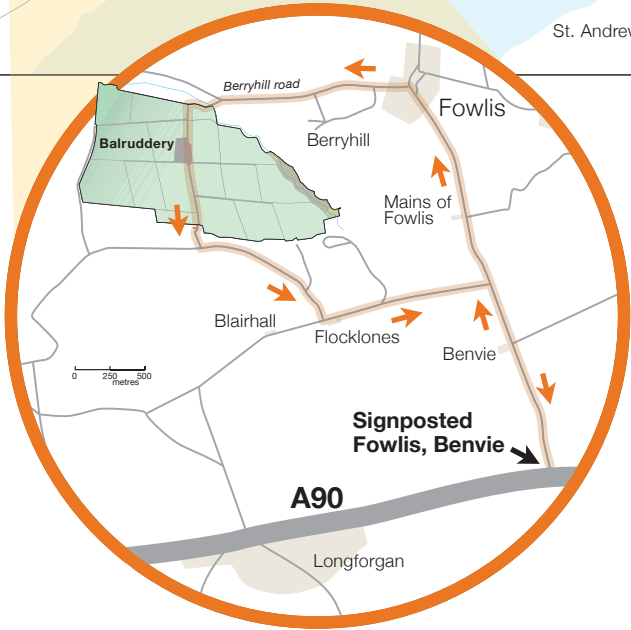 St. Andrew
Berryhill road
Fowlis
Berryhill
Balruddery
Mains of
Fowlis
Blairhall
Flocklones
Benvie
0 250 500
metres
Signposted
Fowlis, Benvie
A90
Longforgan